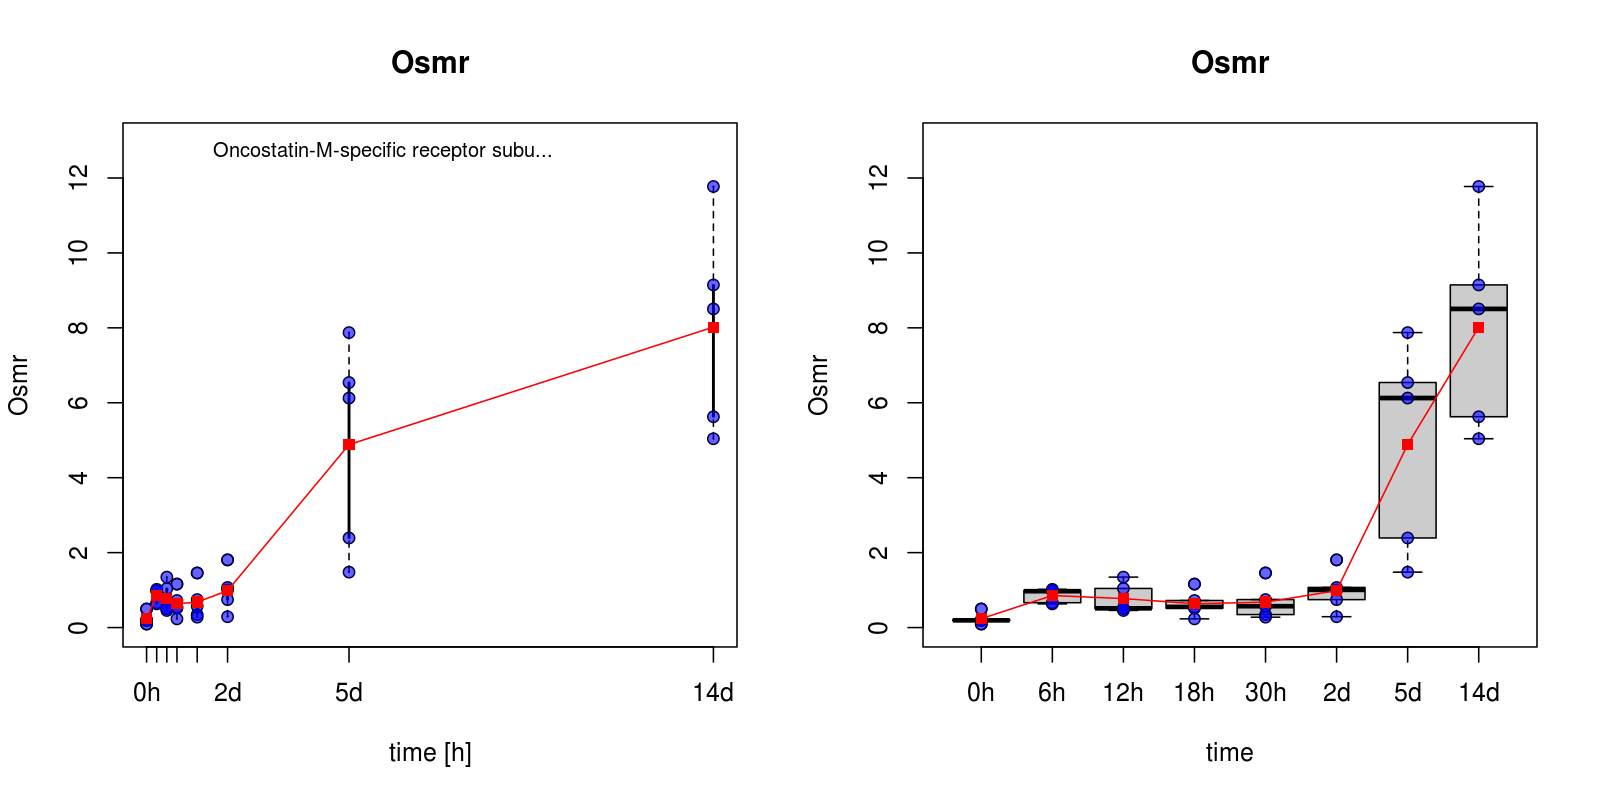 Osmr
Oncostatin-M-specific receptor subu...
Osmr
0
2
4
6
8
10
12
0h
2d
5d
14d
time [h]
Osmr
Osmr
0
2
4
6
8
10
12
0h
6h
12h
18h
30h
2d
5d
14d
time